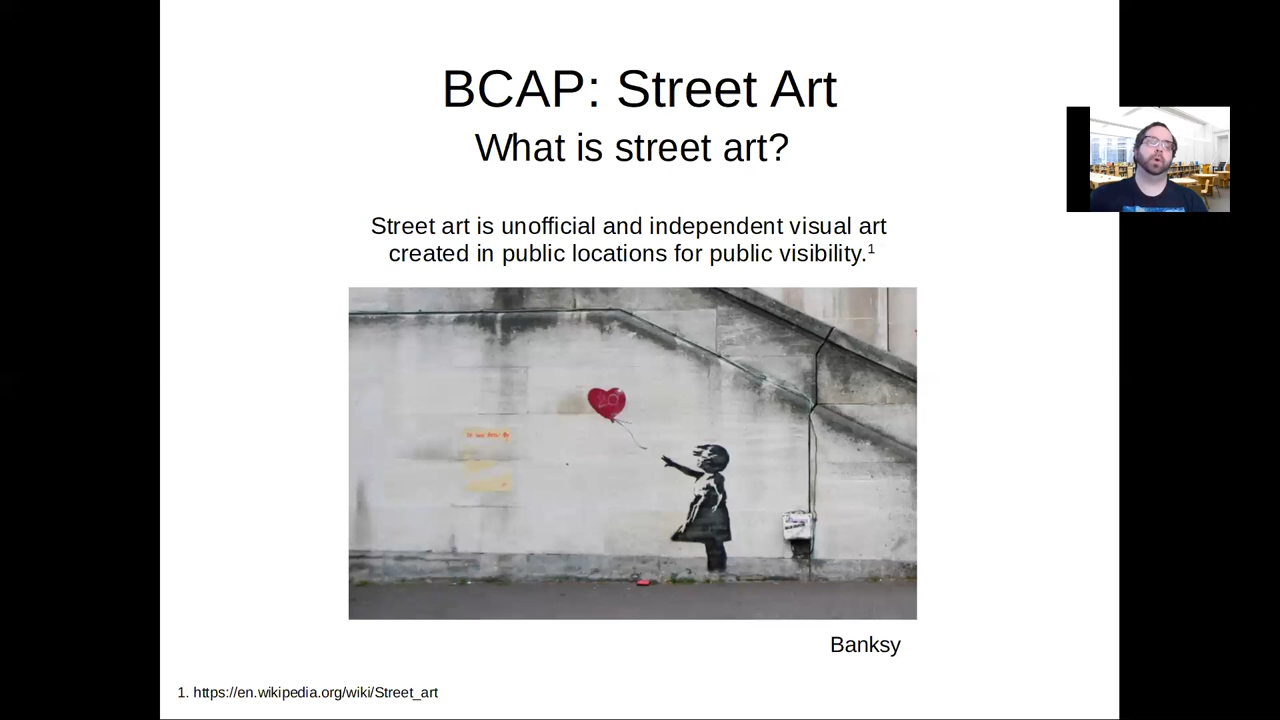 BCAP: Street Art
What is street art?
Street art is unofficial and independent visual art
created in public locations for public visibility.¹
20
Banksy
1. https://en.wikipedia.org/wiki/Street_art